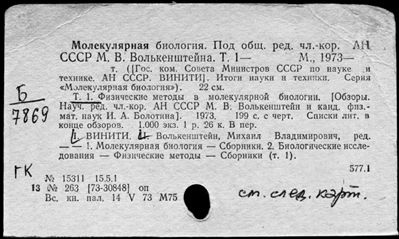 Молекулярная биология. Под общ. ред. чл.-кор. АН
СССР М. В. Волькенштейна. Т. 1— М., 1973—
т. ([Гос. ком. Совета Министров СССР по науке и
технике. АН СССР. ВИНИТИ]. Итоги науки и техники. Серия
«Молекулярная биология»). 22 см.
Б
7869
Т. 1. Физические методы в молекулярной биологии. [Обзоры.
Науч. ред. чл.-кор. АН СССР М. В. Волькенштейн и канд. физ.-
мат. наук И. А. Болотина]. 1973, 199 с. с черт. Списки лит. в
конце обзоров. 1.000 экз. 1 р. 26 к. В пер.
1. ВИНИТИ. Волькенштейн, Михаил Владимирович, ред.
— — 1. Молекулярная биология — Сборники. 2. Биологические иссле-
дования — Физические методы — Сборники (т. 1).
ГК
577.1
№ 15311 15.5.1
13 № 263 [73-30848] оп
Вс. кн. пал. 14 V 73 М75
см. след. карт.